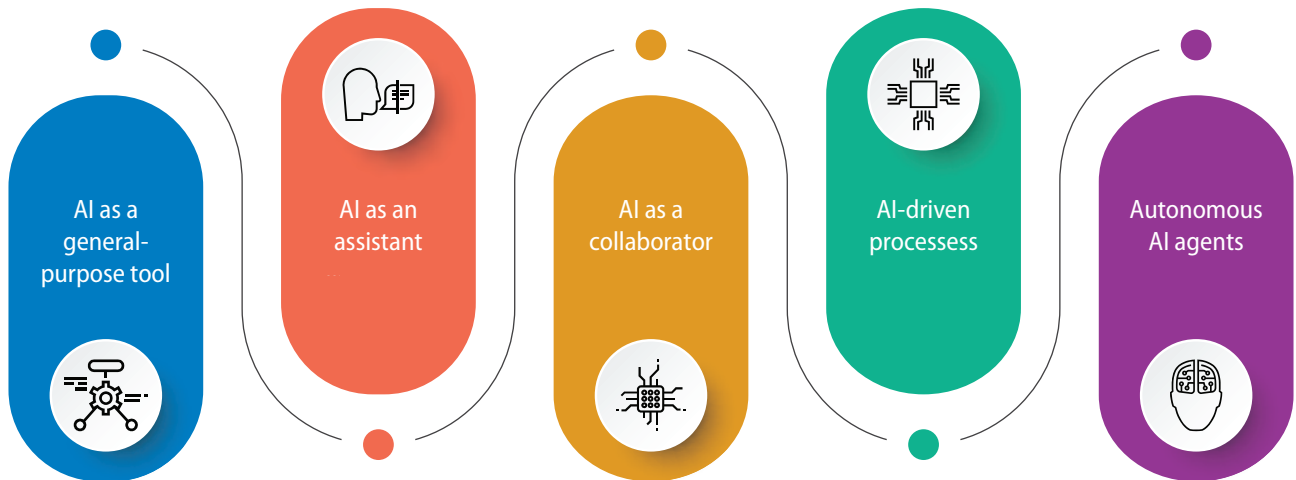 AI as a
general-
purpose tool
AI as an
assistant
AI as a
collaborator
AI-driven
processess
Autonomous
AI agents